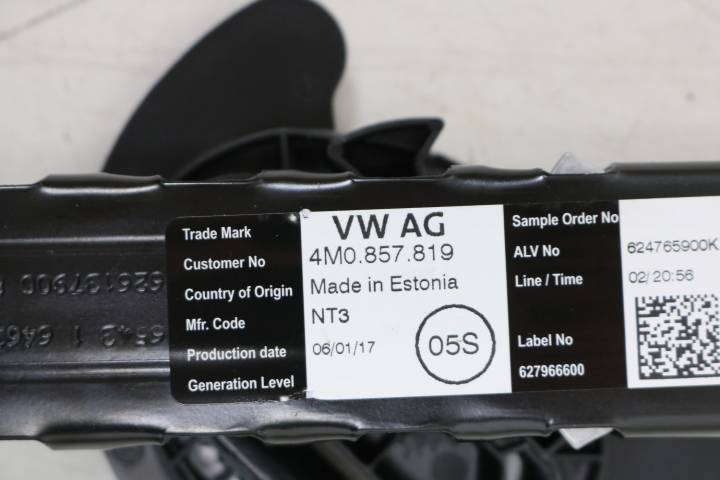 Trade Mark VW AG Sample Order No
Customer No 4M0.857.819 ALV No 624765900K
Country of Origin Made in Estonia Line / Time 02/ 20:56
Mfr. Code NT3
Production date 06/01/17 05S Label No
Generation Level 627966600
626197900